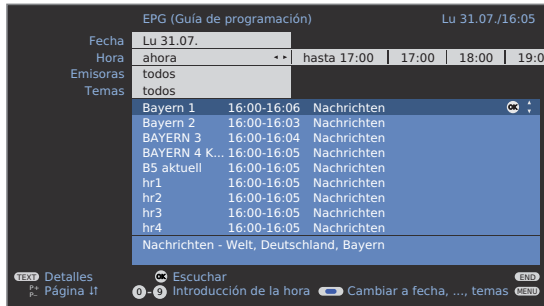 EPG (Guía de programación) Lu 31.07./16:05
Fecha Lu 31.07.
Hora ahora hasta 17:00 17:00 18:00 19:0
Emisoras todos
Temas todos
Bayern 1 16:00-16:06 Nachrichten OK
Bayern 2 16:00-16:03 Nachrichten
BAYERN 3 16:00-16:04 Nachrichten
BAYERN 4 K... 16:00-16:05 Nachrichten
B5 aktuell 16:00-16:05 Nachrichten
hr1 16:00-16:05 Nachrichten
hr2 16:00-16:05 Nachrichten
hr3 16:00-16:05 Nachrichten
hr4 16:00-16:05 Nachrichten
Nachrichten - Welt, Deutschland, Bayern
TEXT Detalles OK Escuchar END
P+ P- Página 0-9 Introducción de la hora Cambiar a fecha, ..., temas MENU